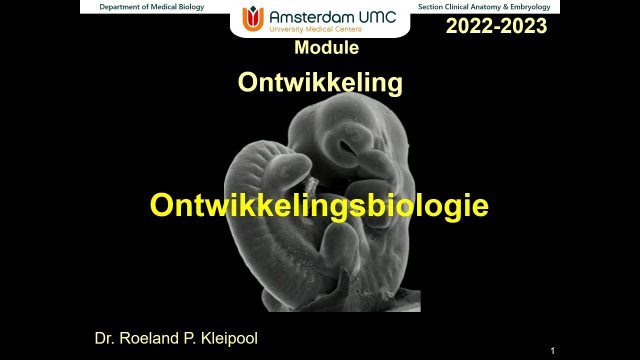 Department of Medical Biology
Amsterdam UMC
University Medical Centers
Section Clinical Anatomy & Embryology
2022-2023
Module
Ontwikkeling
Ontwikkelingsbiologie
Dr. Roeland P. Kleipool
1